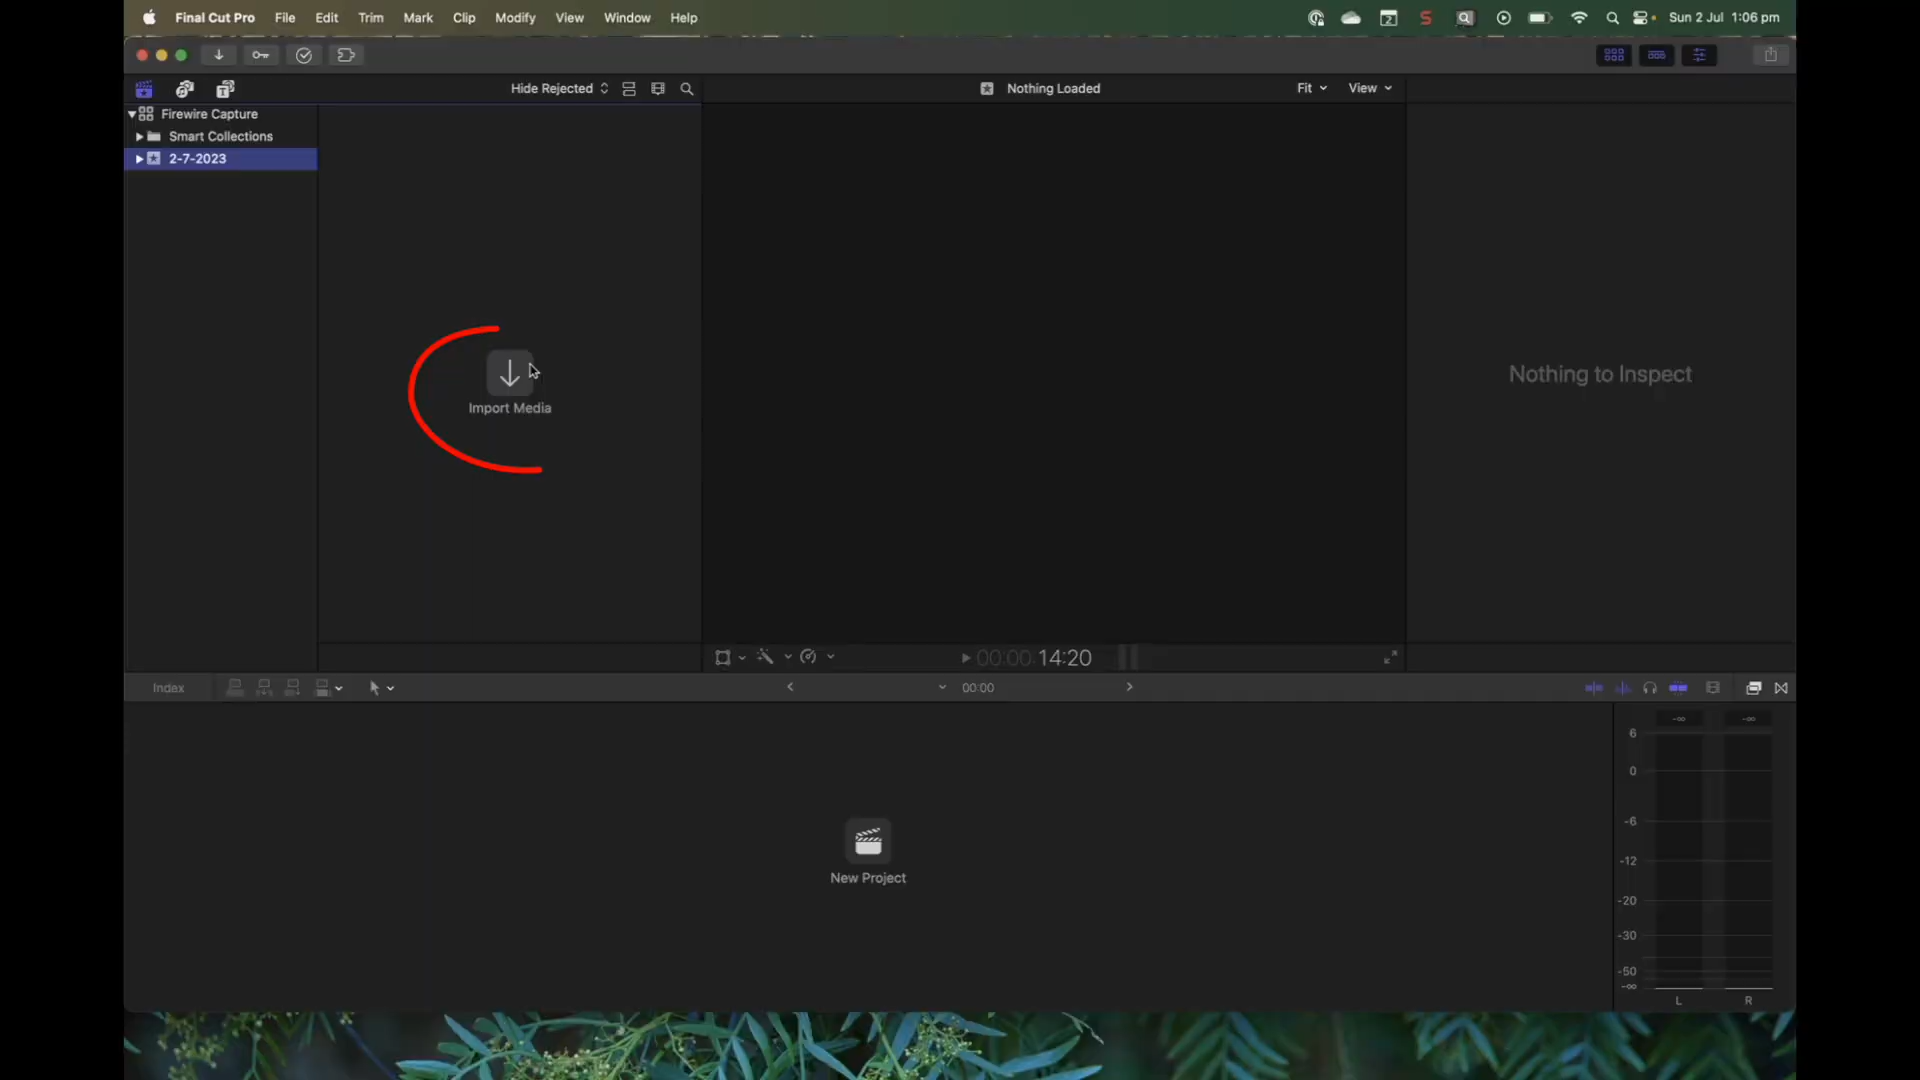 Final Cut Pro File Edit Trim Mark Clip Modify View Window Help 2 S Sun 2 Jul 1:06 pm
Hide Rejected Nothing Loaded Fit View
Firewire Capture
Smart Collections
2-7-2023
Import Media
Nothing to Inspect
00:00:14:20
Index 00:00
-∞ -∞
6
0
-6
-12
-20
-30
-50
-∞
L R
New Project